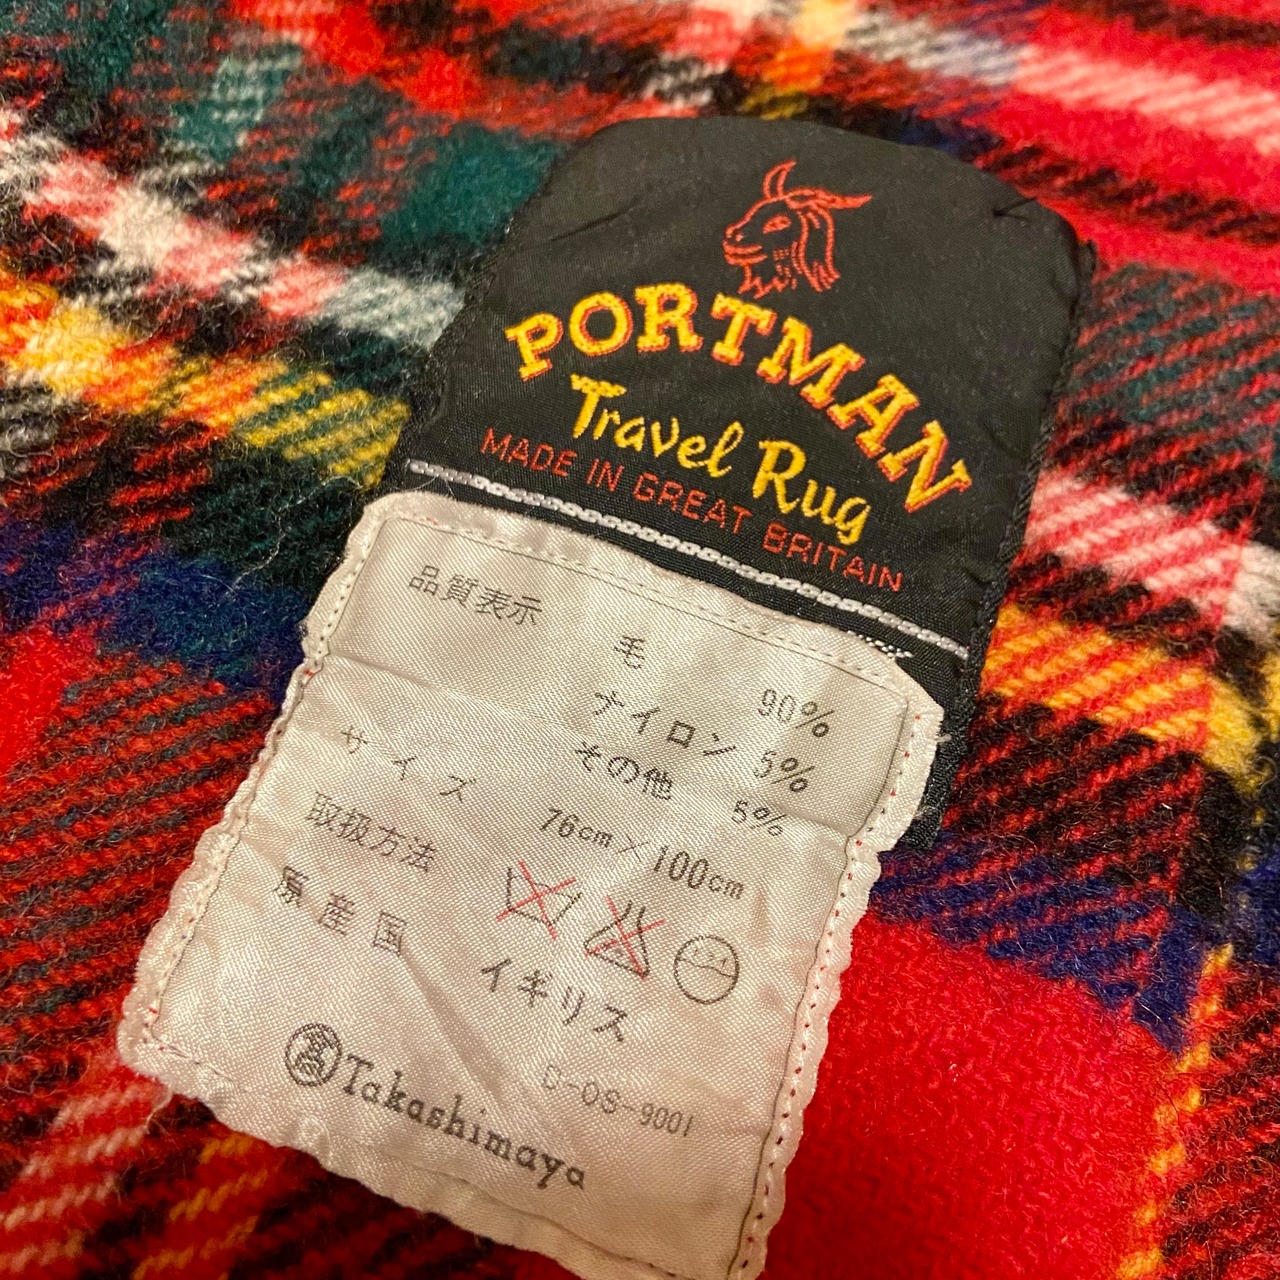 PORTMAN
Travel Rug
MADE IN GREAT BRITAIN
品質表示
毛 90%
ナイロン 5%
その他 5%
サイズ 76cm×100cm
取扱方法
原産国 イギリス
G-OS-9001
髙 Takashimaya